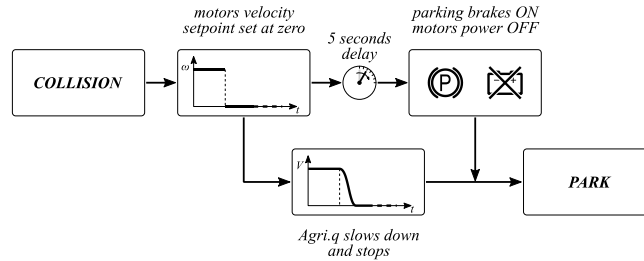 motors velocity
setpoint set at zero
5 seconds
delay
parking brakes ON
motors power OFF
COLLISION
ω
t
P
- +
V
t
PARK
Agri.q slows down
and stops